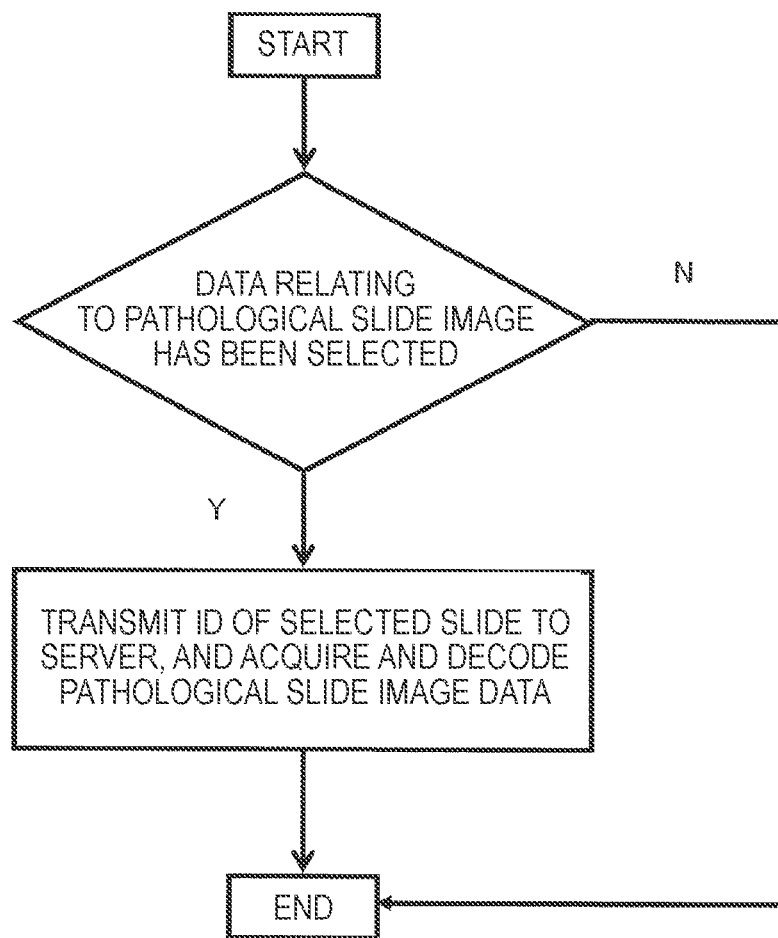 START
DATA RELATING
TO PATHOLOGICAL SLIDE IMAGE
HAS BEEN SELECTED
N
Y
TRANSMIT ID OF SELECTED SLIDE TO
SERVER, AND ACQUIRE AND DECODE
PATHOLOGICAL SLIDE IMAGE DATA
END